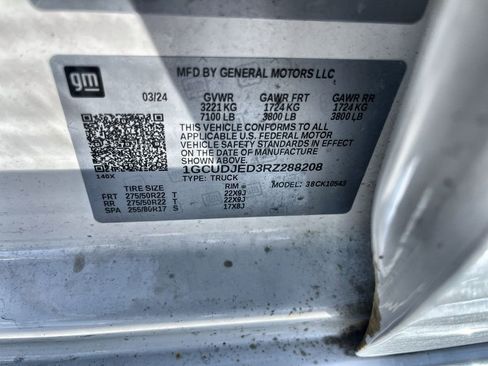 gm
MFD BY GENERAL MOTORS LLC
03/24 GVWR GAWR FRT GAWR RR
3221 KG 1724 KG 1724 KG
7100 LB 3800 LB 3800 LB
THIS VEHICLE CONFORMS TO ALL
APPLICABLE U.S. FEDERAL MOTOR
VEHICLE SAFETY STANDARDS IN EFFECT
ON THE DATE OF MANUFACTURE SHOWN ABOVE.
1GCUDJED3RZ288208
140X TYPE: TRUCK MODEL: 38CK10543
TIRE SIZE RIM
FRT 275/50R22 T 22X9J
RR 275/50R22 T 22X9J
SPA 255/80R17 S 17X8J